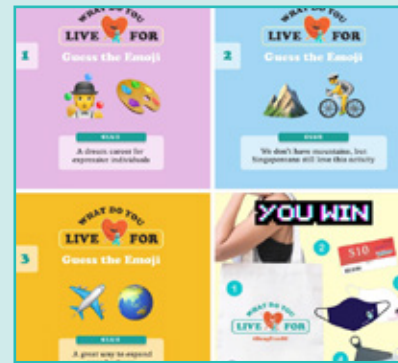 WHAT DO YOU
LIVE FOR
1
Guess the Emoji
A dream career for
expressive individuals
WHAT DO YOU
LIVE FOR
2
Guess the Emoji
We don't have mountains, but
Singaporeans still love this activity
WHAT DO YOU
LIVE FOR
3
Guess the Emoji
A great way to expand
YOU WIN
1
WHAT DO YOU
LIVE FOR
2
$10
4